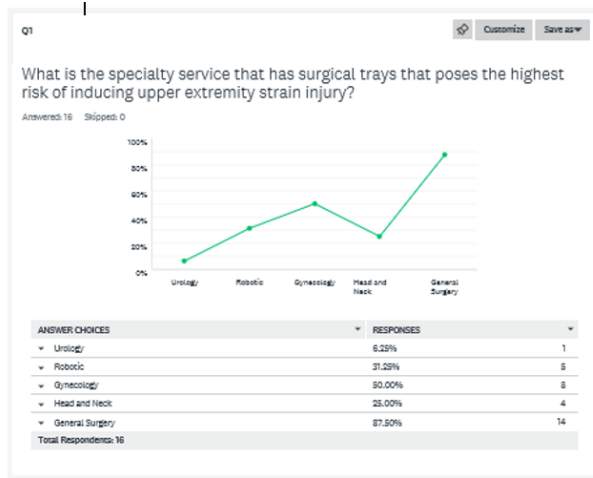 Q1
Customize
Save as
What is the specialty service that has surgical trays that poses the highest
risk of inducing upper extremity strain injury?
Answered: 16 Skipped: 0
100%
80%
60%
40%
20%
0%
Urology Robotic Gynecology Head and Neck General Surgery
ANSWER CHOICES RESPONSES
Urology 6.25% 1
Robotic 31.25% 5
Gynecology 50.00% 8
Head and Neck 25.00% 4
General Surgery 87.50% 14
Total Respondents: 16